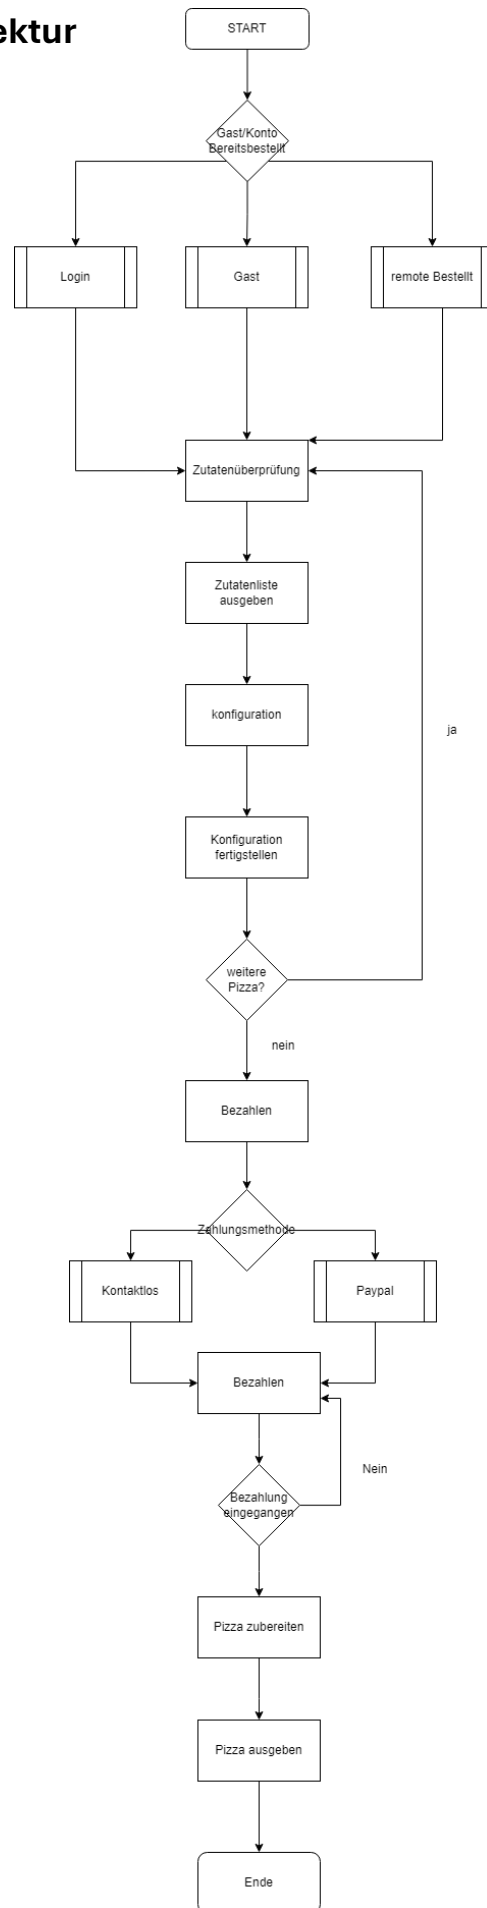 ektur
START
Gast/Konto
Bereitsbestellt
Login
Gast
remote Bestellt
Zutatenüberprüfung
Zutatenliste
ausgeben
konfiguration
ja
Konfiguration
fertigstellen
weitere
Pizza?
nein
Bezahlen
Zahlungsmethode
Kontaktlos
Paypal
Bezahlen
Nein
Bezahlung
eingegangen
Pizza zubereiten
Pizza ausgeben
Ende